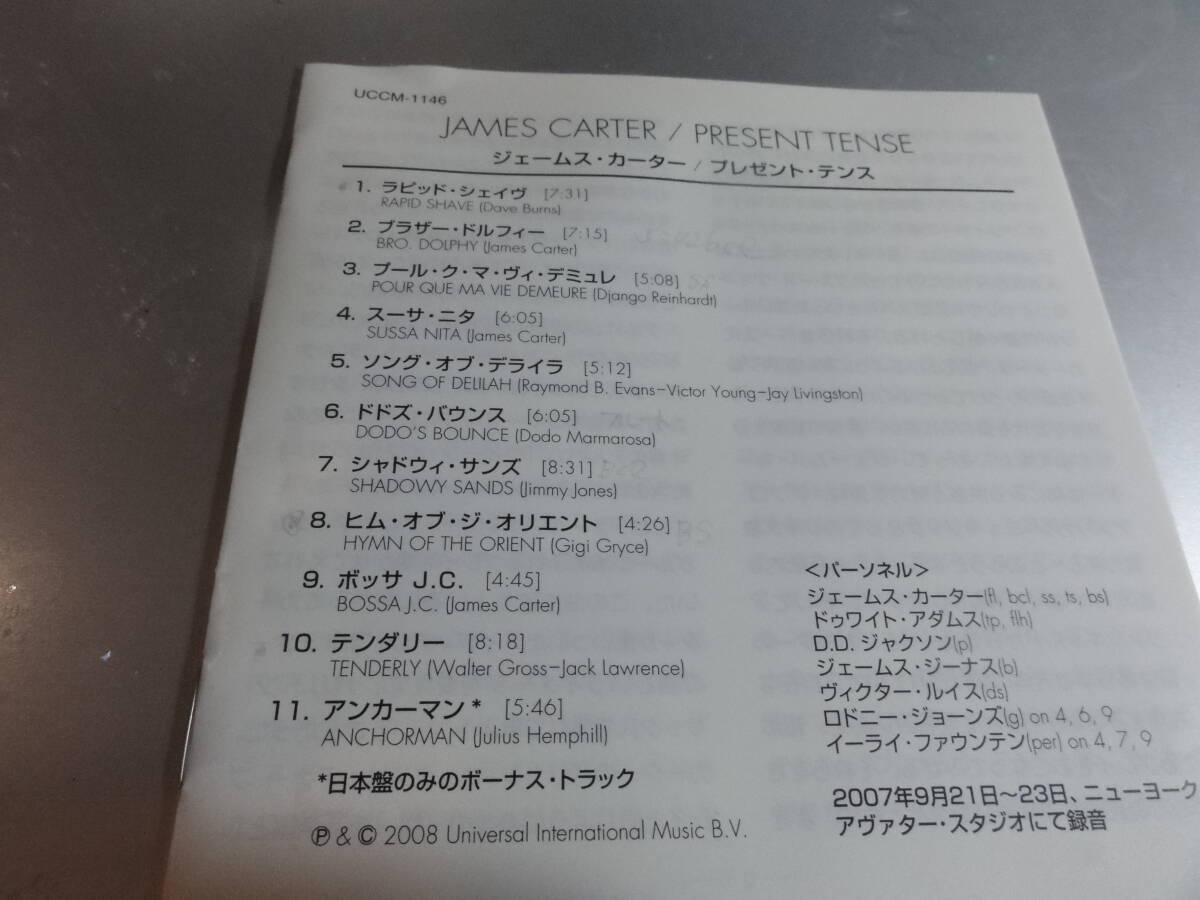 UCCM-1146
JAMES CARTER / PRESENT TENSE
ジェームス・カーター / プレゼント・テンス
1. ラピッド・シェイヴ [7:31]
RAPID SHAVE (Dave Burns)
2. ブラザー・ドルフィー [7:15]
BRO. DOLPHY (James Carter)
3. プール・ク・マ・ヴィ・デミュレ [5:08]
POUR QUE MA VIE DEMEURE (Django Reinhardt)
4. スーサ・ニタ [6:05]
SUSSA NITA (James Carter)
5. ソング・オブ・デライラ [5:12]
SONG OF DELILAH (Raymond B. Evans–Victor Young–Jay Livingston)
6. ドドズ・バウンス [6:05]
DODO'S BOUNCE (Dodo Marmarosa)
7. シャドウィ・サンズ [8:31]
SHADOWY SANDS (Jimmy Jones)
8. ヒム・オブ・ジ・オリエント [4:26]
HYMN OF THE ORIENT (Gigi Gryce)
9. ボッサ J.C. [4:45]
BOSSA J.C. (James Carter)
10. テンダリー [8:18]
TENDERLY (Walter Gross–Jack Lawrence)
11. アンカーマン* [5:46]
ANCHORMAN (Julius Hemphill)
*日本盤のみのボーナス・トラック
℗ & © 2008 Universal International Music B.V.
<パーソネル>
ジェームス・カーター(fl, bcl, ss, ts, bs)
ドゥワイト・アダムス(tp, flh)
D.D. ジャクソン(p)
ジェームス・ジーナス(b)
ヴィクター・ルイス(ds)
ロドニー・ジョーンズ(g) on 4, 6, 9
イーライ・ファウンテン(per) on 4, 7, 9
2007年9月21日〜23日、ニューヨーク
アヴァター・スタジオにて録音